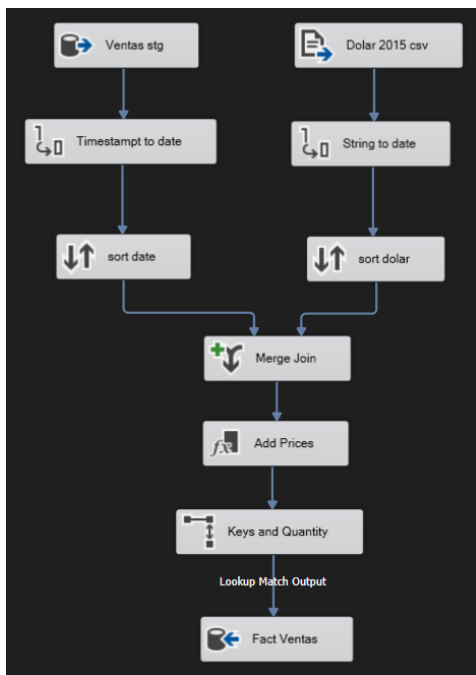 Ventas stg
Dolar 2015 csv
Timestampt to date
String to date
sort date
sort dolar
Merge Join
fx
Add Prices
Keys and Quantity
Lookup Match Output
Fact Ventas